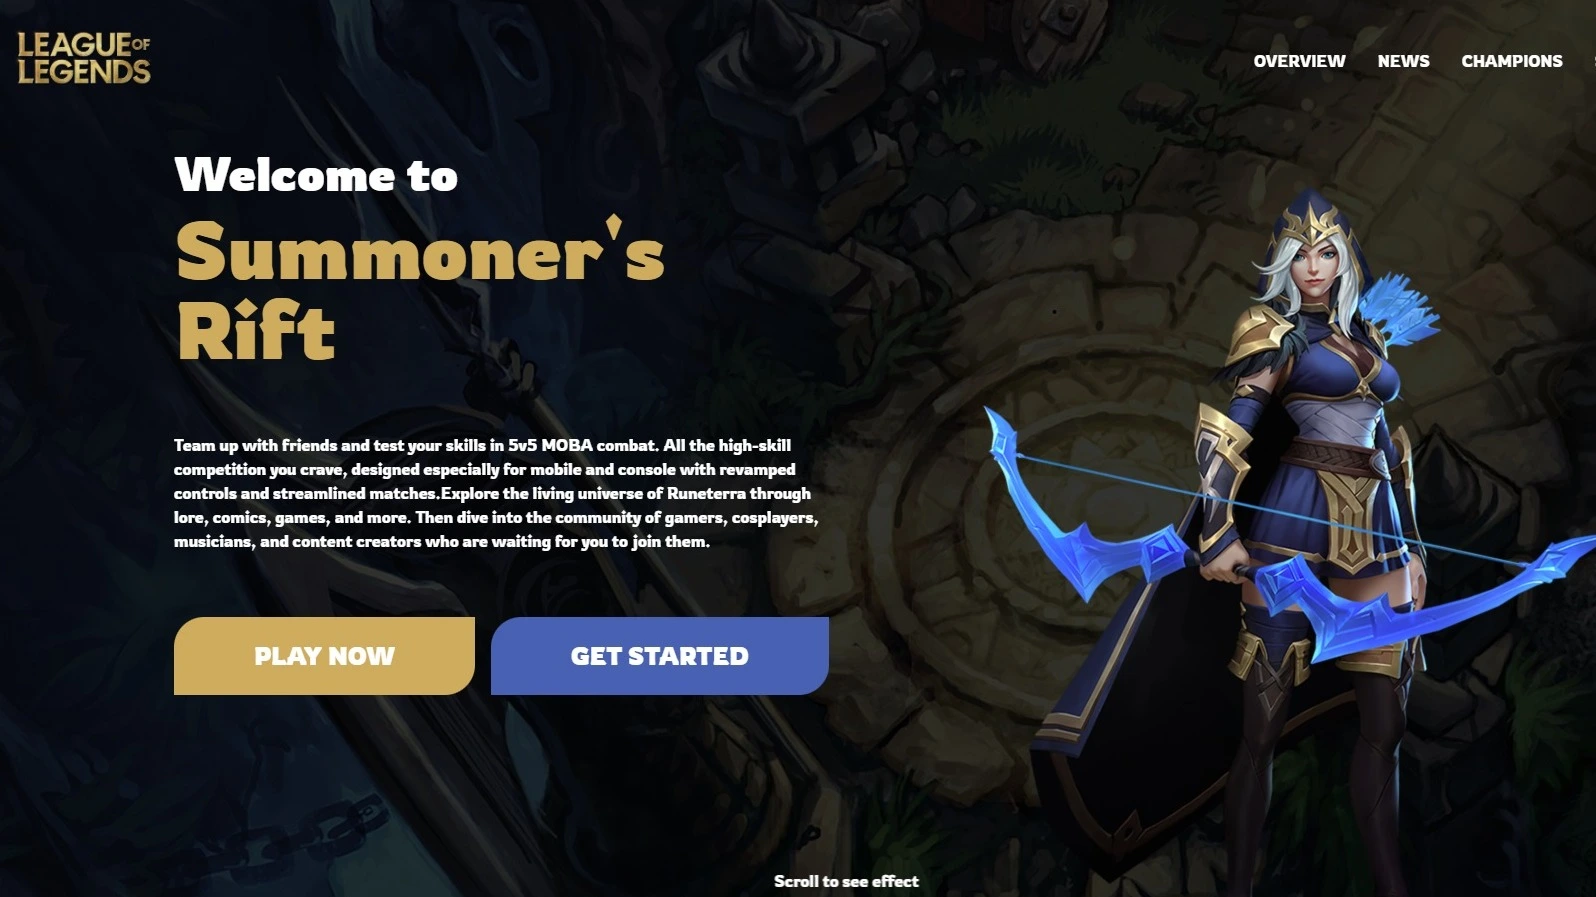 LEAGUE OF
LEGENDS
OVERVIEW NEWS CHAMPIONS
Welcome to
Summoner's
Rift
Team up with friends and test your skills in 5v5 MOBA combat. All the high-skill
competition you crave, designed especially for mobile and console with revamped
controls and streamlined matches.Explore the living universe of Runeterra through
lore, comics, games, and more. Then dive into the community of gamers, cosplayers,
musicians, and content creators who are waiting for you to join them.
PLAY NOW GET STARTED
Scroll to see effect